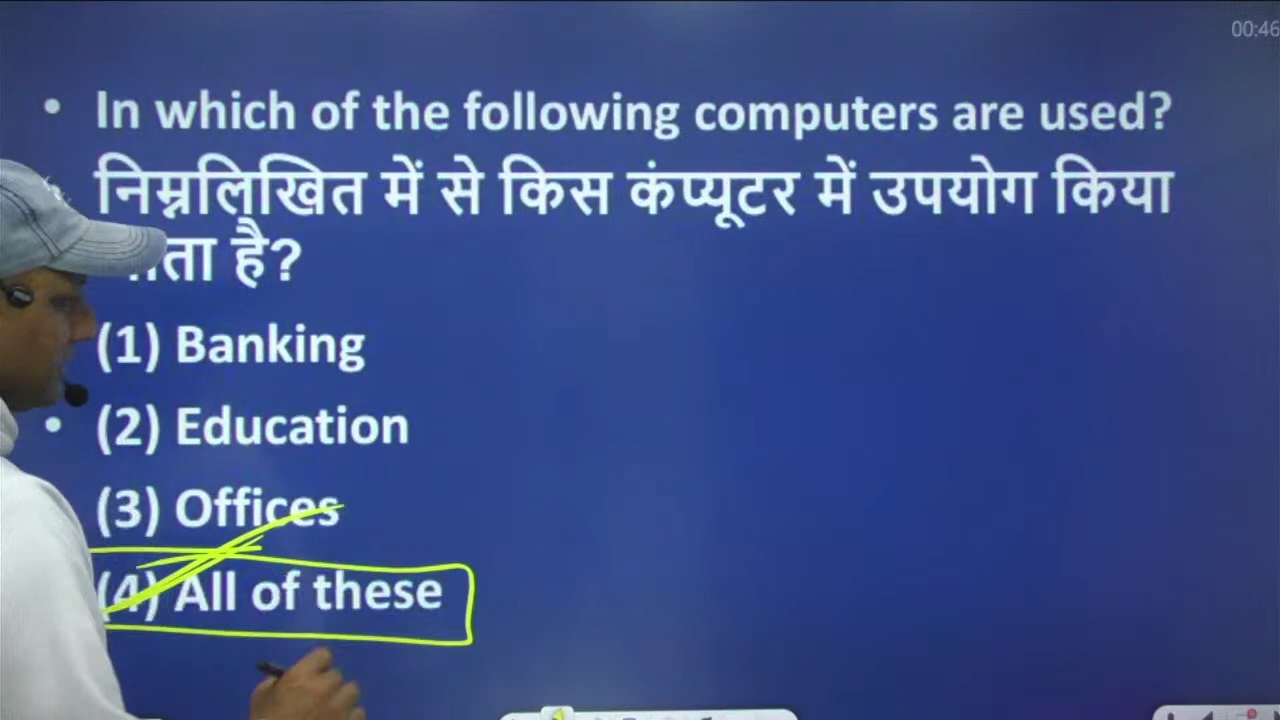 00:46
• In which of the following computers are used?
निम्नलिखित में से किस कंप्यूटर में उपयोग किया
है?
(1) Banking
• (2) Education
(3) Offices
(4) All of these